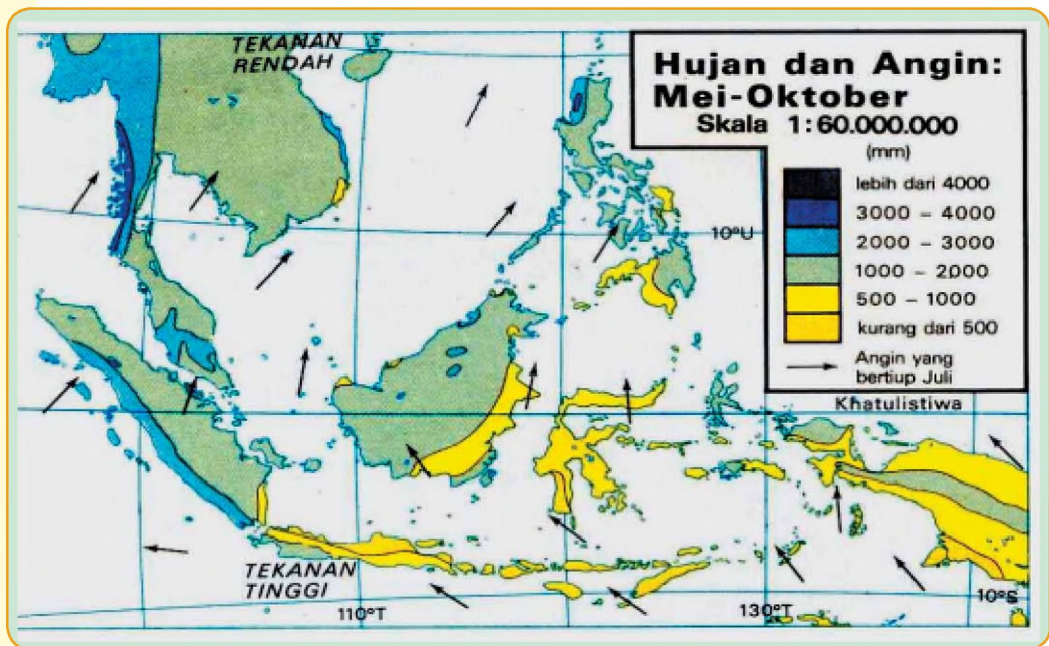 TEKANAN
RENDAH
Hujan dan Angin:
Mei-Oktober
Skala 1:60.000.000
(mm)
lebih dari 4000
3000 - 4000
2000 - 3000
1000 - 2000
500 - 1000
kurang dari 500
Angin yang
bertiup Juli
10°U
Khatulistiwa
TEKANAN
TINGGI
110°T
130°T
10°S